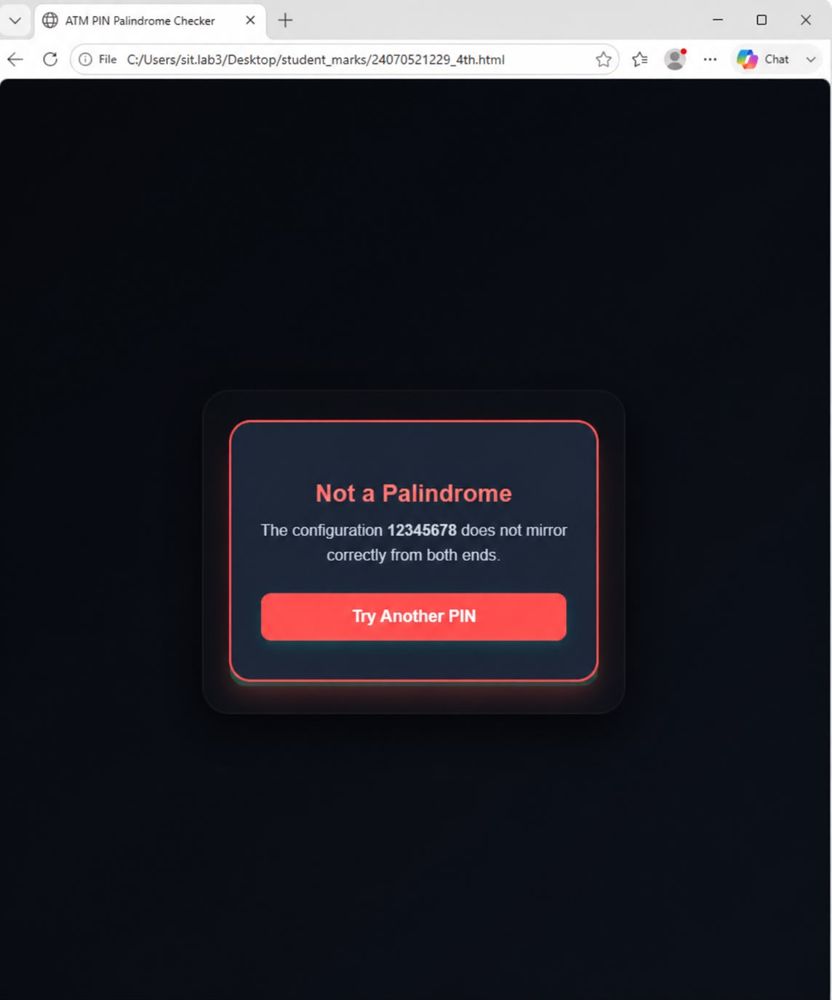 ATM PIN Palindrome Checker
File C:/Users/sit.lab3/Desktop/student_marks/24070521229_4th.html
Chat
Not a Palindrome
The configuration 12345678 does not mirror
correctly from both ends.
Try Another PIN